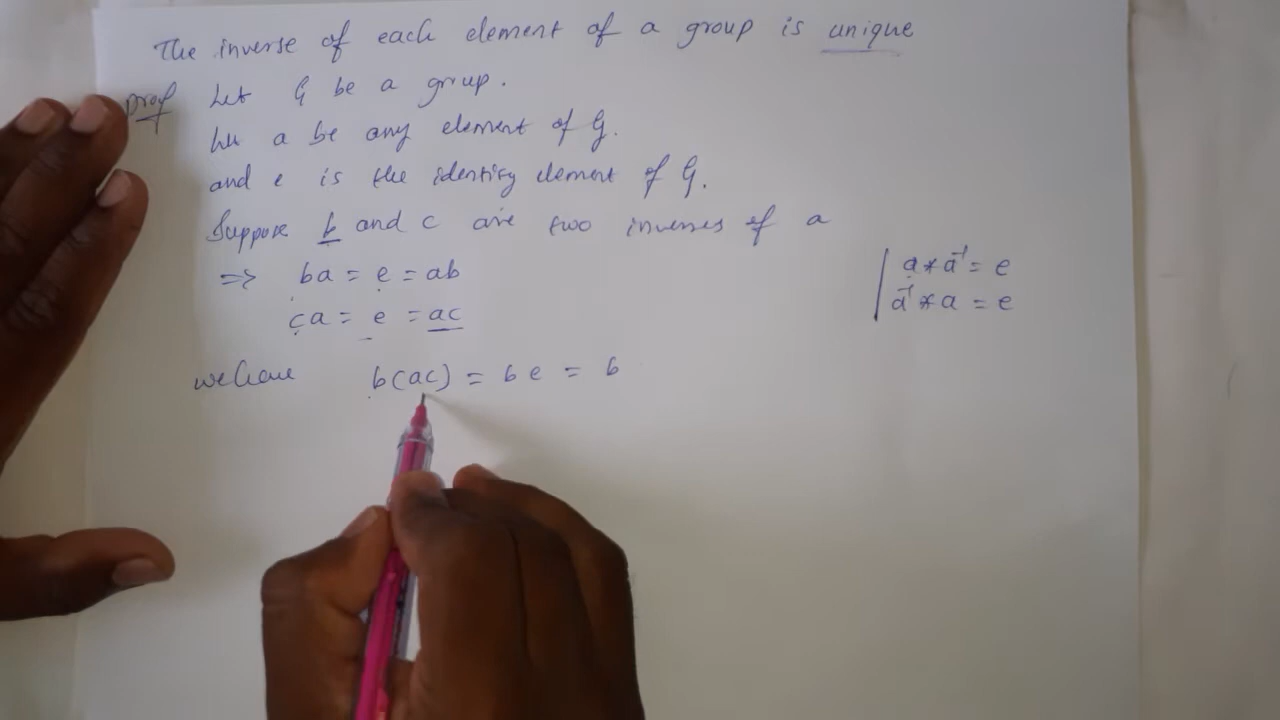 The inverse of each element of a group is unique
Proof Let G be a group.
Let a be any element of G.
and e is the identity element of G.
Suppose b and c are two inverses of a
=> ba = e = ab
ca = e = ac
a * a⁻¹ = e
a⁻¹ * a = e
we have b(ac) = be = b